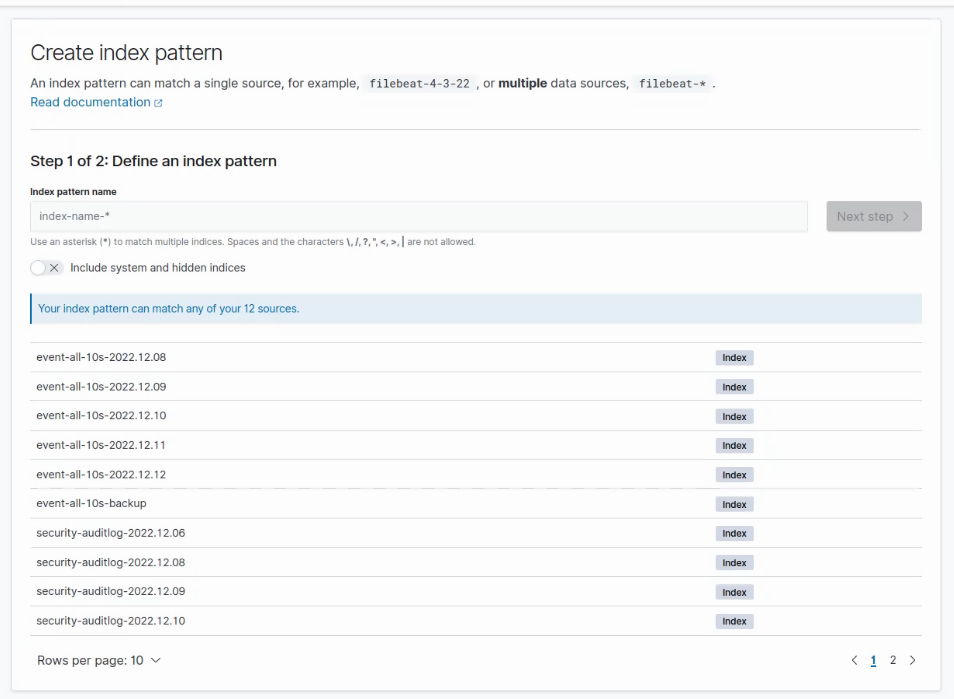 Create index pattern
An index pattern can match a single source, for example, filebeat-4-3-22 , or multiple data sources, filebeat-* .
Read documentation
Step 1 of 2: Define an index pattern
Index pattern name
index-name-*
Next step
Use an asterisk (*) to match multiple indices. Spaces and the characters \, /, ?, ", <, >, | are not allowed.
Include system and hidden indices
Your index pattern can match any of your 12 sources.
event-all-10s-2022.12.08 Index
event-all-10s-2022.12.09 Index
event-all-10s-2022.12.10 Index
event-all-10s-2022.12.11 Index
event-all-10s-2022.12.12 Index
event-all-10s-backup Index
security-auditlog-2022.12.06 Index
security-auditlog-2022.12.08 Index
security-auditlog-2022.12.09 Index
security-auditlog-2022.12.10 Index
Rows per page: 10 < 1 2 >